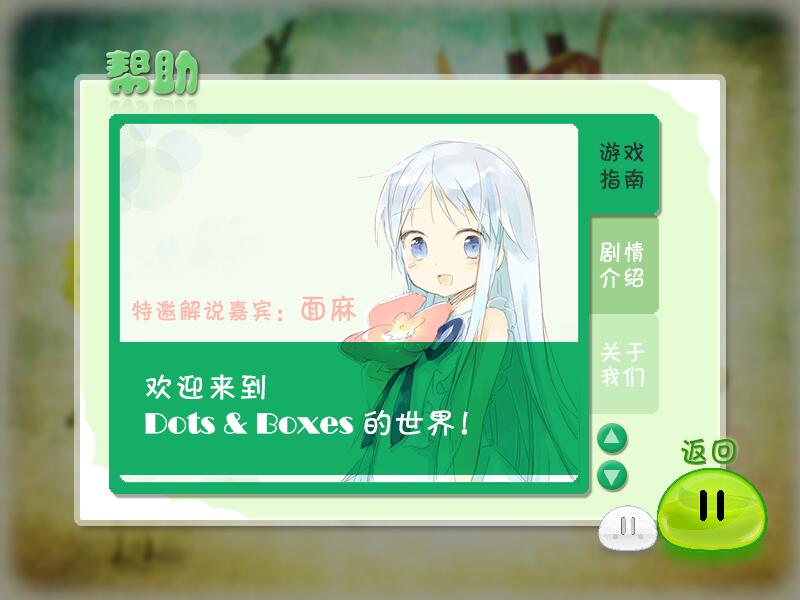 帮助
游戏
指南
剧情
介绍
关于
我们
特邀解说嘉宾：面麻
欢迎来到
Dots & Boxes 的世界！
返回